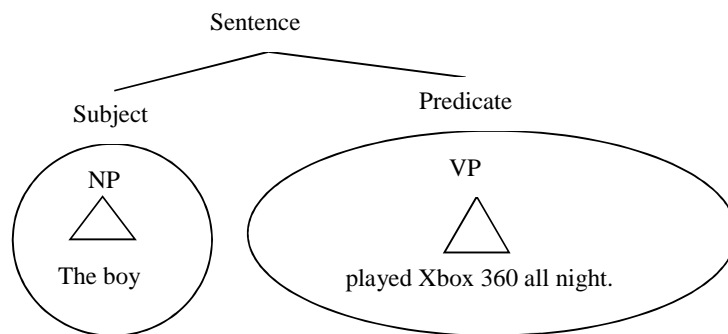 Sentence
Subject
Predicate
NP
VP
The boy
played Xbox 360 all night.